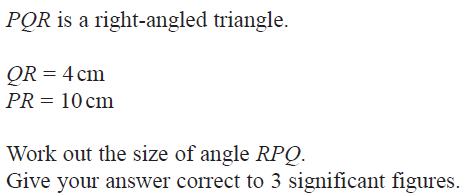 PQR is a right-angled triangle.
QR = 4 cm
PR = 10 cm
Work out the size of angle RPQ.
Give your answer correct to 3 significant figures.